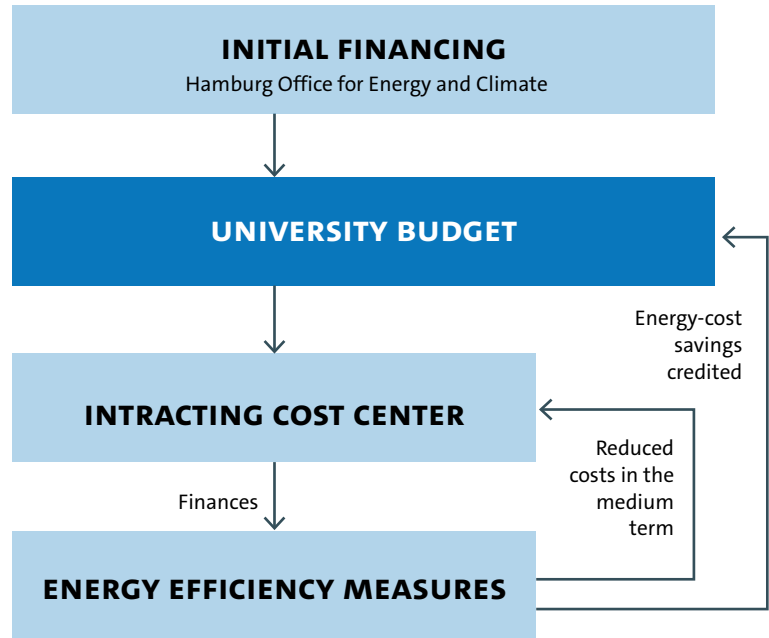 INITIAL FINANCING
Hamburg Office for Energy and Climate
UNIVERSITY BUDGET
Energy-cost
savings
credited
INTRACTING COST CENTER
Reduced
costs in the
medium
term
Finances
ENERGY EFFICIENCY MEASURES